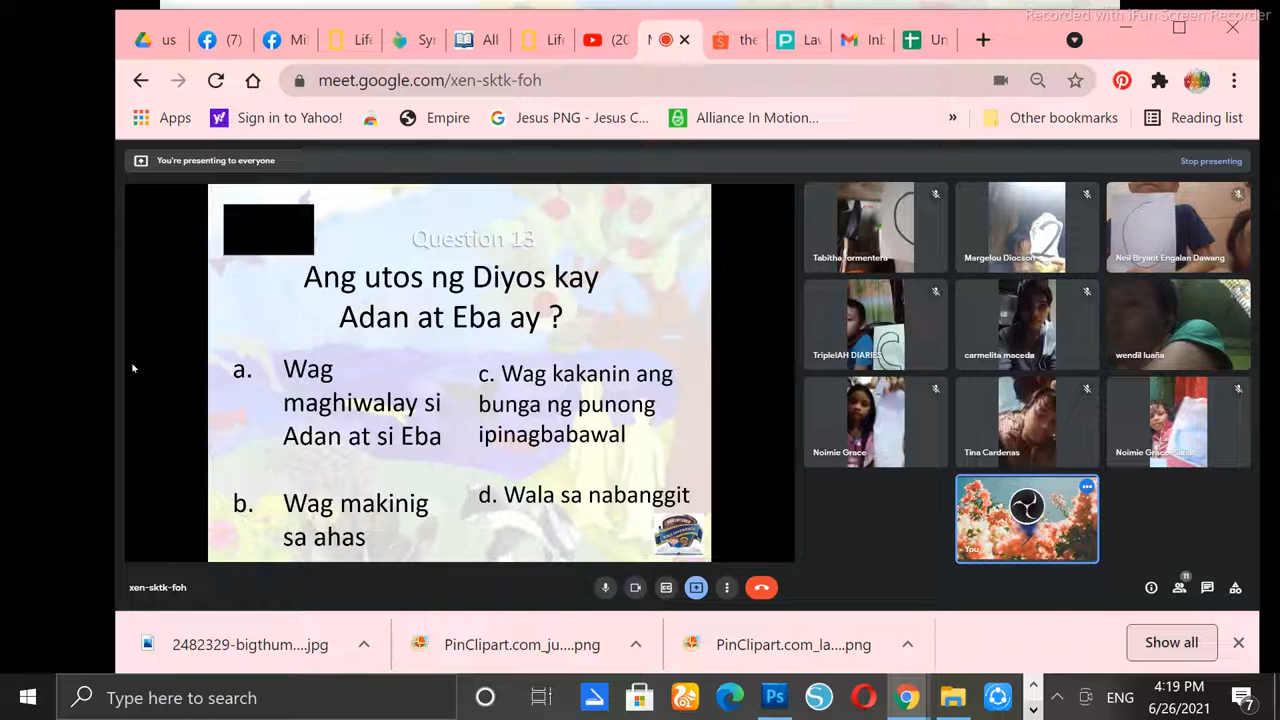 Recorded with iFun Screen Recorder
us
(7)
Mi
Life
Syr
All
Life
(20
the
Lav
Inb
Un
meet.google.com/xen-sktk-foh
Apps
Sign in to Yahoo!
Empire
Jesus PNG - Jesus C...
Alliance In Motion...
»
Other bookmarks
Reading list
You're presenting to everyone
Stop presenting
Question 13
Ang utos ng Diyos kay
Adan at Eba ay ?
a. Wag
maghiwalay si
Adan at si Eba
b. Wag makinig
sa ahas
c. Wag kakanin ang
bunga ng punong
ipinagbabawal
d. Wala sa nabanggit
C
Tabitha formentera
Margelou Diocson
C
Neil Bryant Engalan Dawang
C
TripleIAH DIARIES
carmelita maceda
wendil luaña
Noimie Grace
Tina Cardenas
You
xen-sktk-foh
11
2482329-bigthum....jpg
PinClipart.com_ju....png
PinClipart.com_la....png
Show all
Type here to search
Ps
ENG
4:19 PM
6/26/2021
7